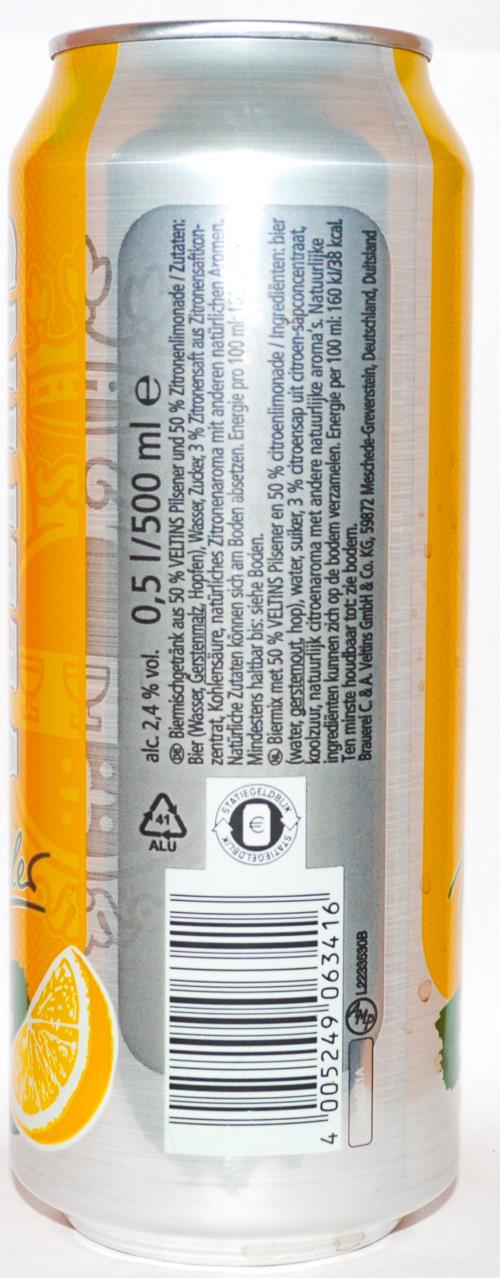 alc. 2,4 % vol. 0,5 l/500 ml e
DE Biermischgetränk aus 50 % VELTINS Pilsener und 50 % Zitronenlimonade / Zutaten:
Bier (Wasser, Gerstenmalz, Hopfen), Wasser, Zucker, 3 % Zitronensaft aus Zitronensaftkon-
zentrat, Kohlensäure, natürliches Zitronenaroma mit anderen natürlichen Aromen.
Natürliche Zutaten können sich am Boden absetzen. Energie pro 100 ml:
Mindestens haltbar bis: siehe Boden.
NL Biermix met 50 % VELTINS Pilsener en 50 % citroenlimonade / Ingrediënten: bier
(water, gerstemout, hop), water, suiker, 3 % citroensap uit citroen-sapconcentraat,
koolzuur, natuurlijk citroenaroma met andere natuurlijke aroma's. Natuurlijke
ingrediënten kunnen zich op de bodem verzamelen. Energie per 100 ml: 160 kJ/38 kcal.
Ten minste houdbaar tot: zie bodem.
Brauerei C. & A. Veltins GmbH & Co. KG, 59872 Meschede-Grevenstein, Deutschland, Duitsland
41
ALU
STATIEGELDBLIK
€
STATIEGELDBLIK
4 005249 063416
L2233530B